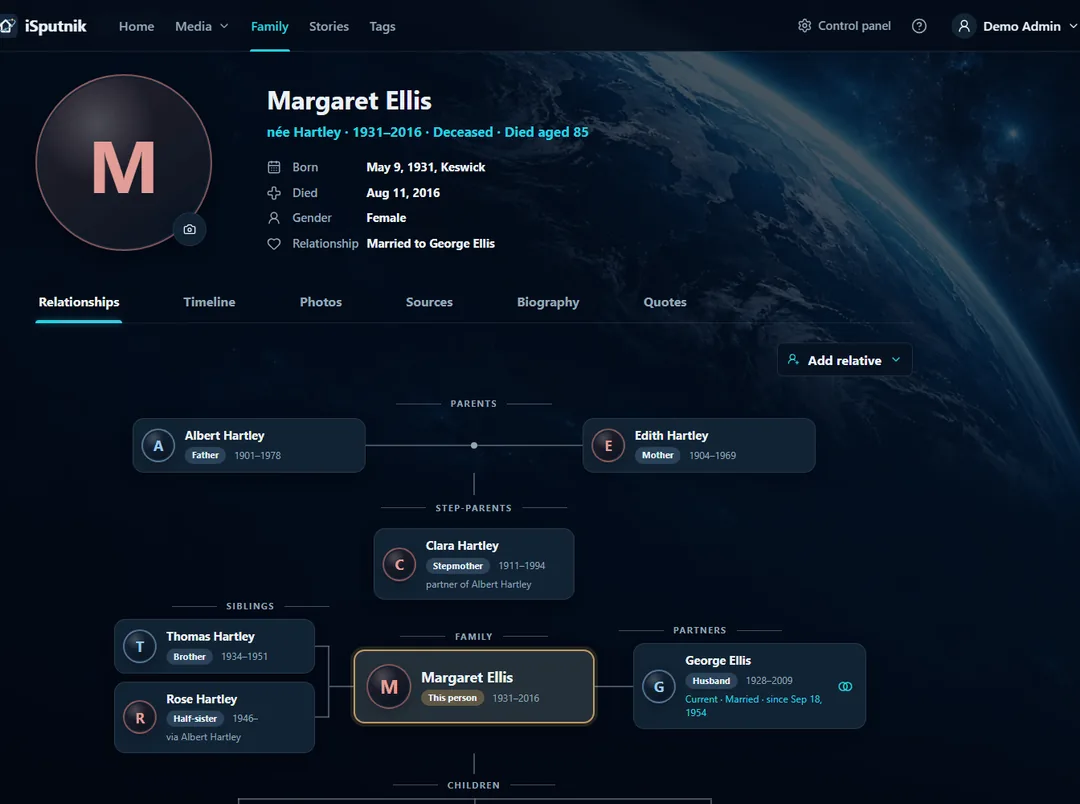 iSputnik
Home Media Family Stories Tags
Control panel
Demo Admin
M
Margaret Ellis
née Hartley · 1931–2016 · Deceased · Died aged 85
Born May 9, 1931, Keswick
Died Aug 11, 2016
Gender Female
Relationship Married to George Ellis
Relationships Timeline Photos Sources Biography Quotes
Add relative
PARENTS
A
Albert Hartley
Father 1901–1978
E
Edith Hartley
Mother 1904–1969
STEP-PARENTS
C
Clara Hartley
Stepmother 1911–1994
partner of Albert Hartley
SIBLINGS
T
Thomas Hartley
Brother 1934–1951
R
Rose Hartley
Half-sister 1946–
via Albert Hartley
FAMILY
M
Margaret Ellis
This person 1931–2016
PARTNERS
G
George Ellis
Husband 1928–2009
Current · Married · since Sep 18,
1954
CHILDREN